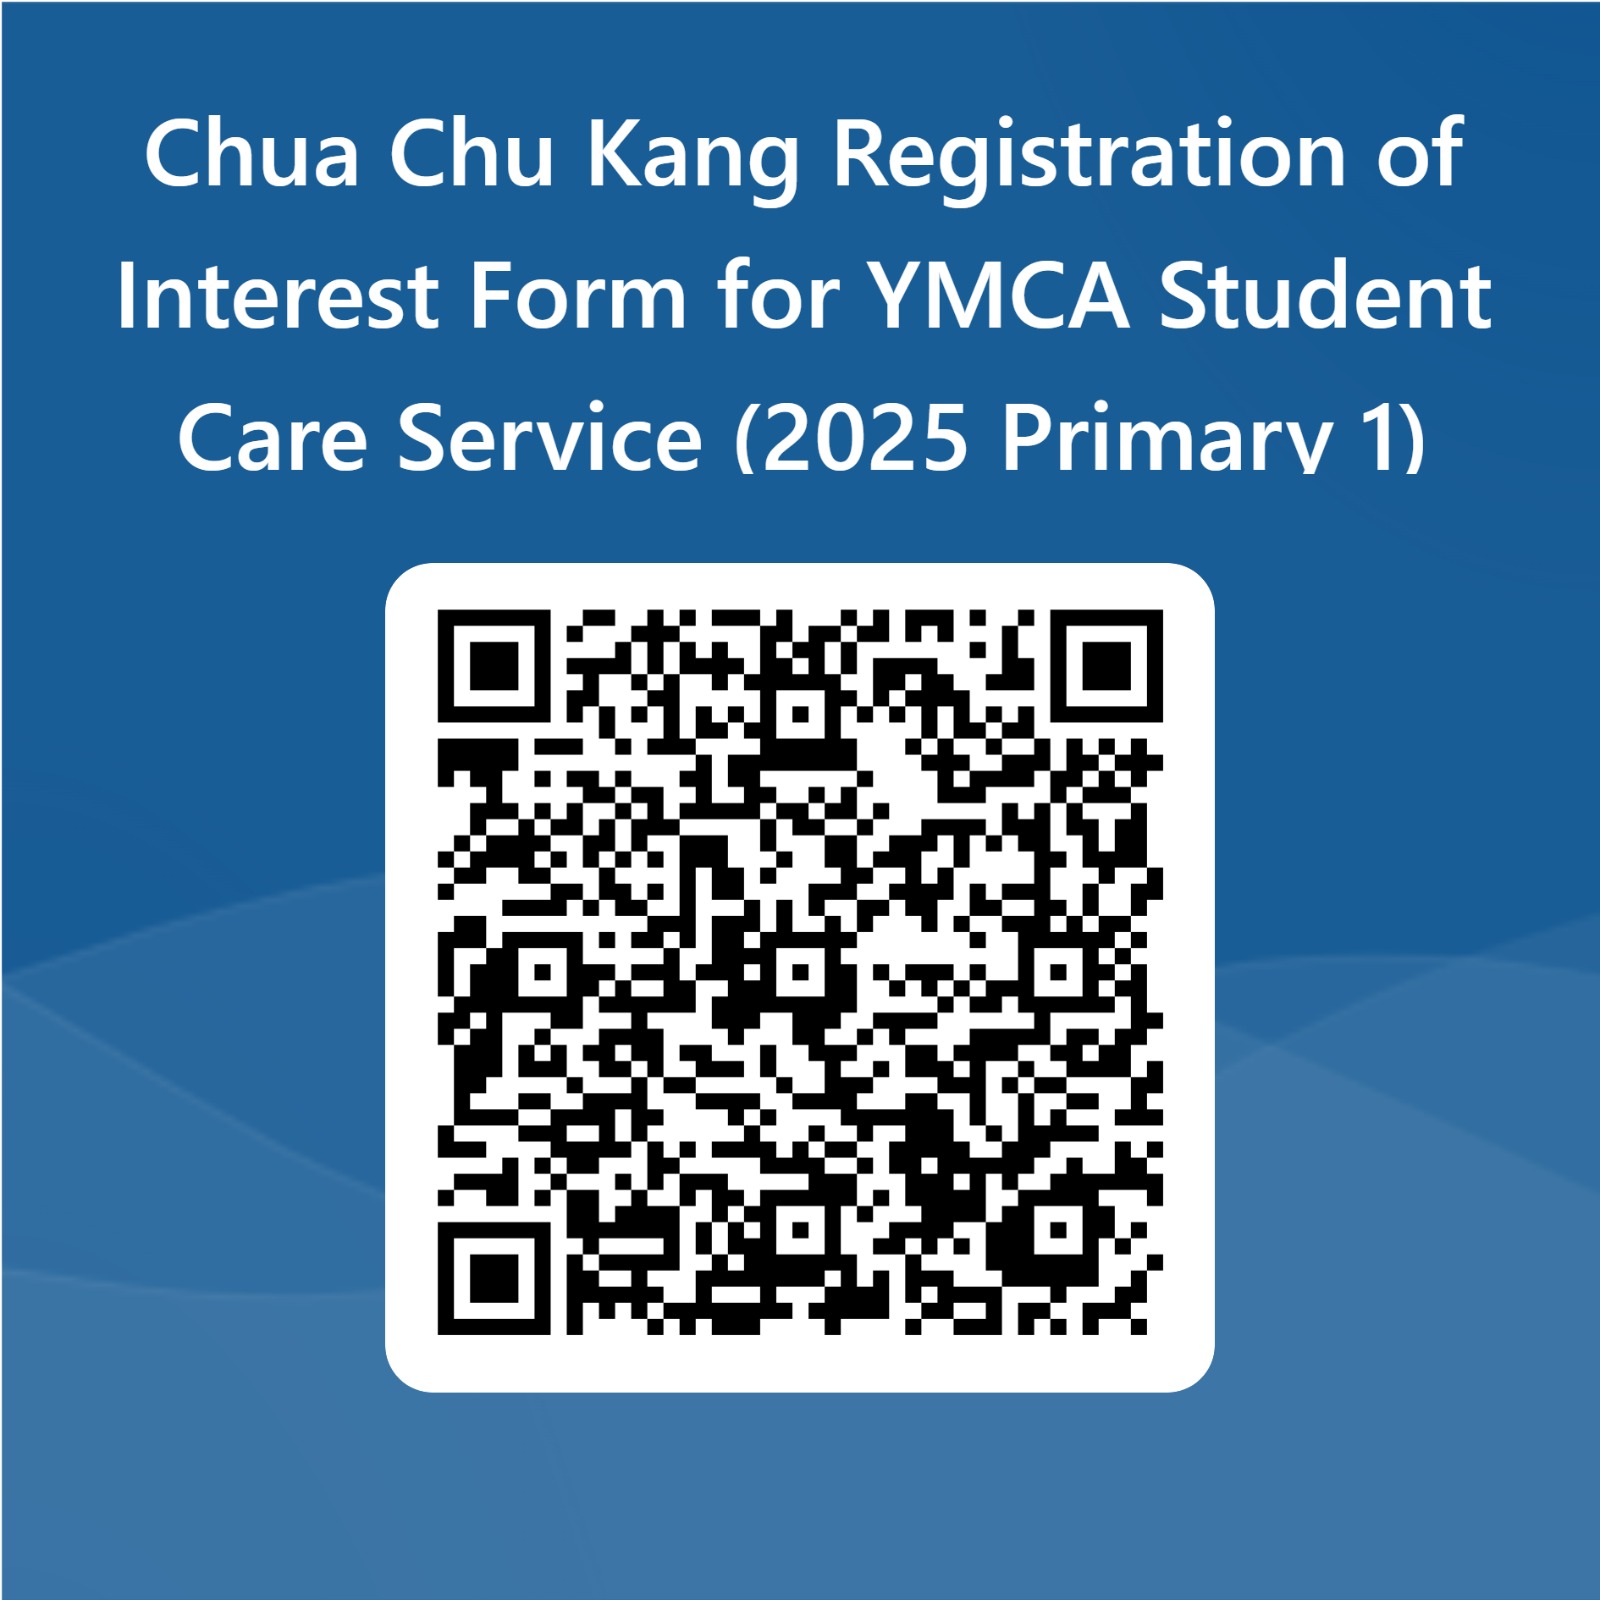 Chua Chu Kang Registration of
Interest Form for YMCA Student
Care Service (2025 Primary 1)